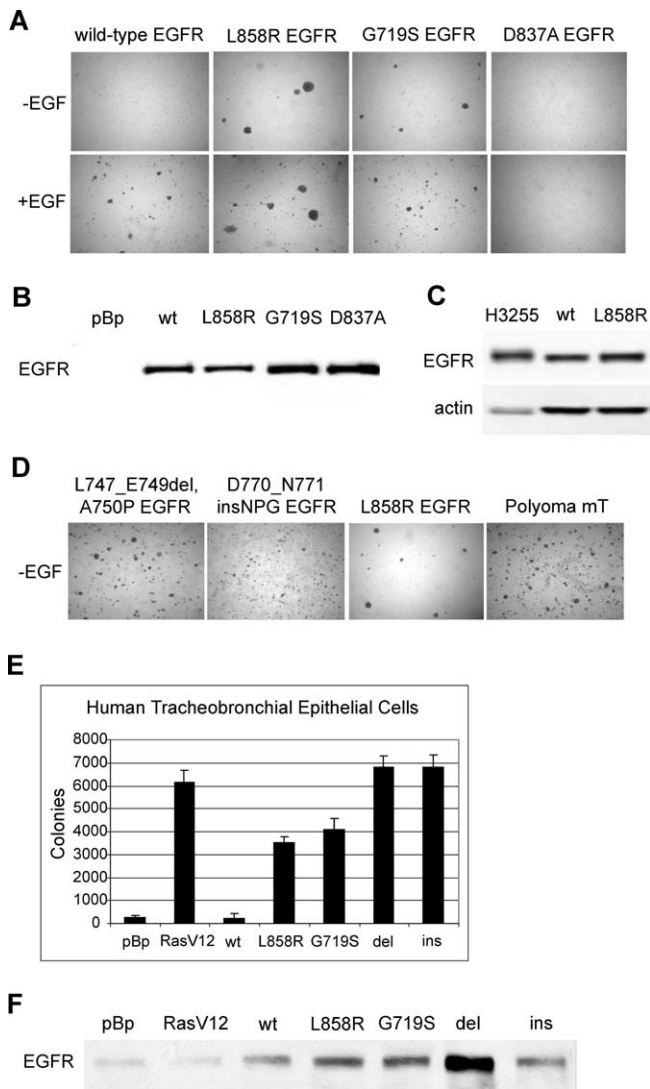 A
wild-type EGFR L858R EGFR G719S EGFR D837A EGFR
-EGF
+EGF
B
pBp wt L858R G719S D837A
EGFR
C
H3255 wt L858R
EGFR
actin
D
L747_E749del, A750P EGFR
D770_N771 insNPG EGFR
L858R EGFR
Polyoma mT
-EGF
E
Human Tracheobronchial Epithelial Cells
Colonies
8000
7000
6000
5000
4000
3000
2000
1000
0
pBp RasV12 wt L858R G719S del ins
F
pBp RasV12 wt L858R G719S del ins
EGFR